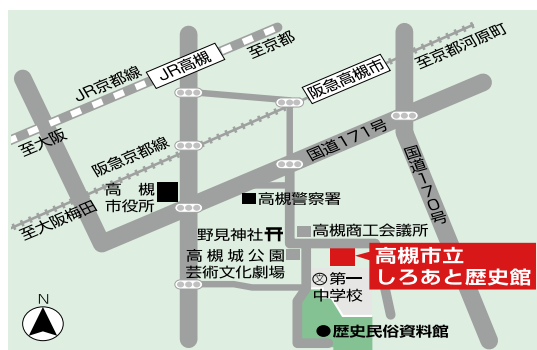 至京都
JR高槻
JR京都線
至大阪
至京都河原町
阪急高槻市
阪急京都線
至大阪梅田
国道171号
国道170号
高槻
市役所
高槻警察署
野見神社
高槻商工会議所
高槻城公園
芸術文化劇場
高槻市立
しろあと歴史館
文第一
中学校
歴史民俗資料館
N